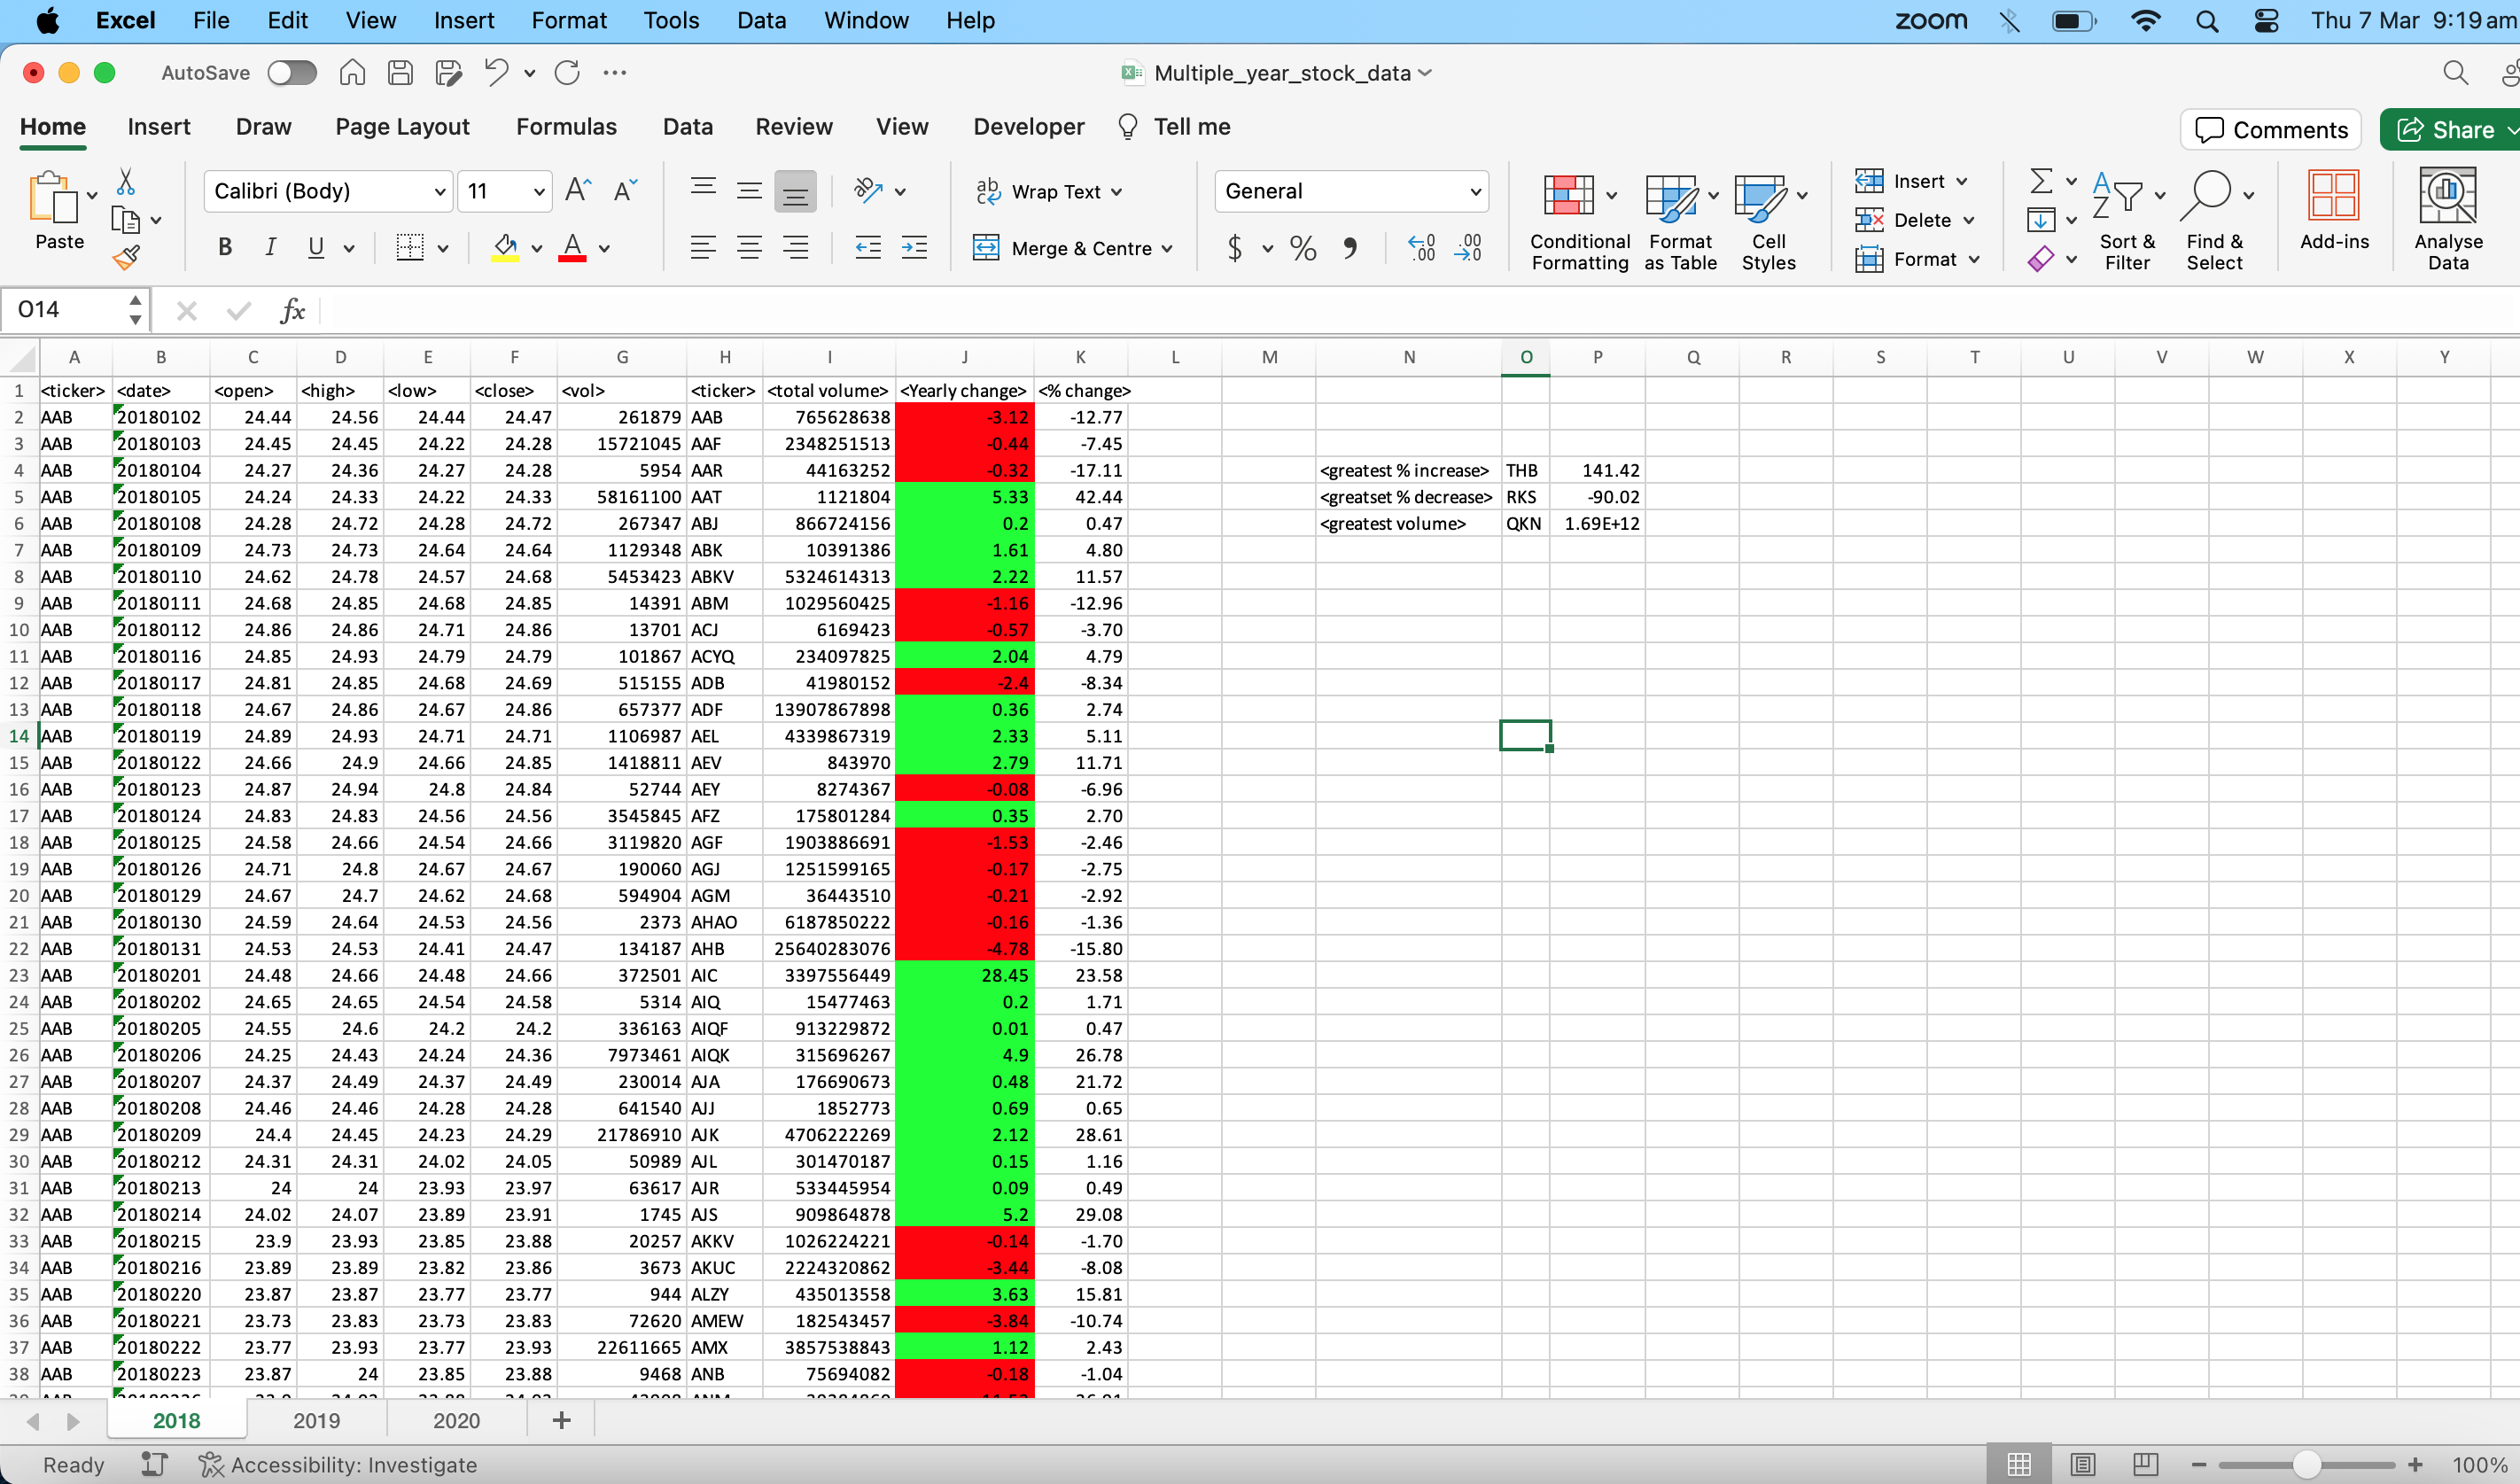 Excel File Edit View Insert Format Tools Data Window Help zoom Thu 7 Mar 9:19 am
AutoSave Multiple_year_stock_data
Home Insert Draw Page Layout Formulas Data Review View Developer Tell me Comments Share
Paste Calibri (Body) 11 Wrap Text General Conditional Formatting Format as Table Cell Styles Insert Delete Format Sort & Filter Find & Select Add-ins Analyse Data
B I U A Merge & Centre $ % 9
O14 fx
A B C D E F G H I J K L M N O P Q R S T U V W X Y
1 <ticker> <date> <open> <high> <low> <close> <vol> <ticker> <total volume> <Yearly change> <% change>
2 AAB 20180102 24.44 24.56 24.44 24.47 261879 AAB 765628638 -3.12 -12.77
3 AAB 20180103 24.45 24.45 24.22 24.28 15721045 AAF 2348251513 -0.44 -7.45
4 AAB 20180104 24.27 24.36 24.27 24.28 5954 AAR 44163252 -0.32 -17.11 <greatest % increase> THB 141.42
5 AAB 20180105 24.24 24.33 24.22 24.33 58161100 AAT 1121804 5.33 42.44 <greatset % decrease> RKS -90.02
6 AAB 20180108 24.28 24.72 24.28 24.72 267347 ABJ 866724156 0.2 0.47 <greatest volume> QKN 1.69E+12
7 AAB 20180109 24.73 24.73 24.64 24.64 1129348 ABK 10391386 1.61 4.80
8 AAB 20180110 24.62 24.78 24.57 24.68 5453423 ABKV 5324614313 2.22 11.57
9 AAB 20180111 24.68 24.85 24.68 24.85 14391 ABM 1029560425 -1.16 -12.96
10 AAB 20180112 24.86 24.86 24.71 24.86 13701 ACJ 6169423 -0.57 -3.70
11 AAB 20180116 24.85 24.93 24.79 24.79 101867 ACYQ 234097825 2.04 4.79
12 AAB 20180117 24.81 24.85 24.68 24.69 515155 ADB 41980152 -2.4 -8.34
13 AAB 20180118 24.67 24.86 24.67 24.86 657377 ADF 13907867898 0.36 2.74
14 AAB 20180119 24.89 24.93 24.71 24.71 1106987 AEL 4339867319 2.33 5.11
15 AAB 20180122 24.66 24.9 24.66 24.85 1418811 AEV 843970 2.79 11.71
16 AAB 20180123 24.87 24.94 24.8 24.84 52744 AEY 8274367 -0.08 -6.96
17 AAB 20180124 24.83 24.83 24.56 24.56 3545845 AFZ 175801284 0.35 2.70
18 AAB 20180125 24.58 24.66 24.54 24.66 3119820 AGF 1903886691 -1.53 -2.46
19 AAB 20180126 24.71 24.8 24.62 24.67 190060 AGJ 1251599165 -0.17 -2.75
20 AAB 20180129 24.67 24.7 24.62 24.68 594904 AGM 36443510 -0.21 -2.92
21 AAB 20180130 24.59 24.64 24.53 24.56 2373 AHAO 6187850222 -0.16 -1.36
22 AAB 20180131 24.53 24.53 24.41 24.47 134187 AHB 25640283076 -4.78 -15.80
23 AAB 20180201 24.48 24.66 24.48 24.66 372501 AIC 3397556449 28.45 23.58
24 AAB 20180202 24.65 24.65 24.54 24.58 5314 AIQ 15477463 0.2 1.71
25 AAB 20180205 24.55 24.6 24.2 24.2 336163 AIQF 913229872 0.01 0.47
26 AAB 20180206 24.25 24.43 24.24 24.36 7973461 AIQK 315696267 4.9 26.78
27 AAB 20180207 24.37 24.49 24.37 24.49 230014 AJA 176690673 0.48 21.72
28 AAB 20180208 24.46 24.46 24.28 24.28 641540 AJJ 1852773 0.69 0.65
29 AAB 20180209 24.4 24.45 24.23 24.29 21786910 AJK 4706222269 2.12 28.61
30 AAB 20180212 24.31 24.31 24.02 24.05 50989 AJL 301470187 0.15 1.16
31 AAB 20180213 24 24 23.93 23.97 63617 AJR 533445954 0.09 0.49
32 AAB 20180214 24.02 24.07 23.89 23.91 1745 AJS 909864878 5.2 29.08
33 AAB 20180215 23.9 23.93 23.85 23.88 20257 AKKV 1026224221 -0.14 -1.70
34 AAB 20180216 23.89 23.89 23.82 23.86 3673 AKUC 2224320862 -3.44 -8.08
35 AAB 20180220 23.87 23.87 23.77 23.77 944 ALZY 435013558 3.63 15.81
36 AAB 20180221 23.73 23.83 23.73 23.83 72620 AMEW 182543457 -3.84 -10.74
37 AAB 20180222 23.77 23.93 23.77 23.93 22611665 AMX 3857538843 1.12 2.43
38 AAB 20180223 23.87 24 23.85 23.88 9468 ANB 75694082 -0.18 -1.04
2018 2019 2020 +
Ready Accessibility: Investigate 100%